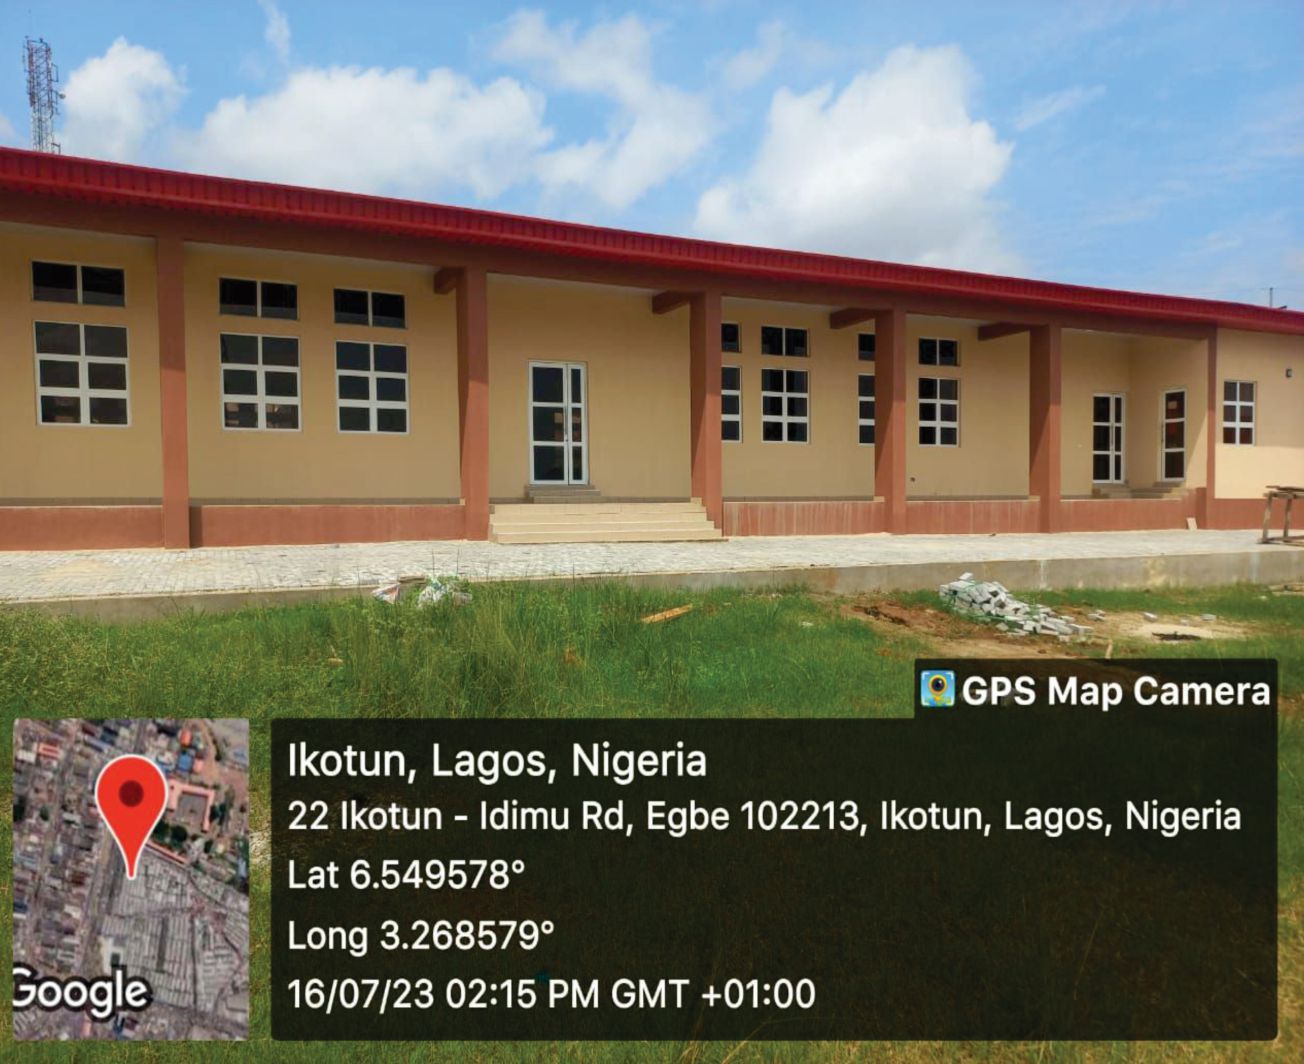 GPS Map Camera
Ikotun, Lagos, Nigeria
22 Ikotun - Idimu Rd, Egbe 102213, Ikotun, Lagos, Nigeria
Lat 6.549578°
Long 3.268579°
16/07/23 02:15 PM GMT +01:00
Google